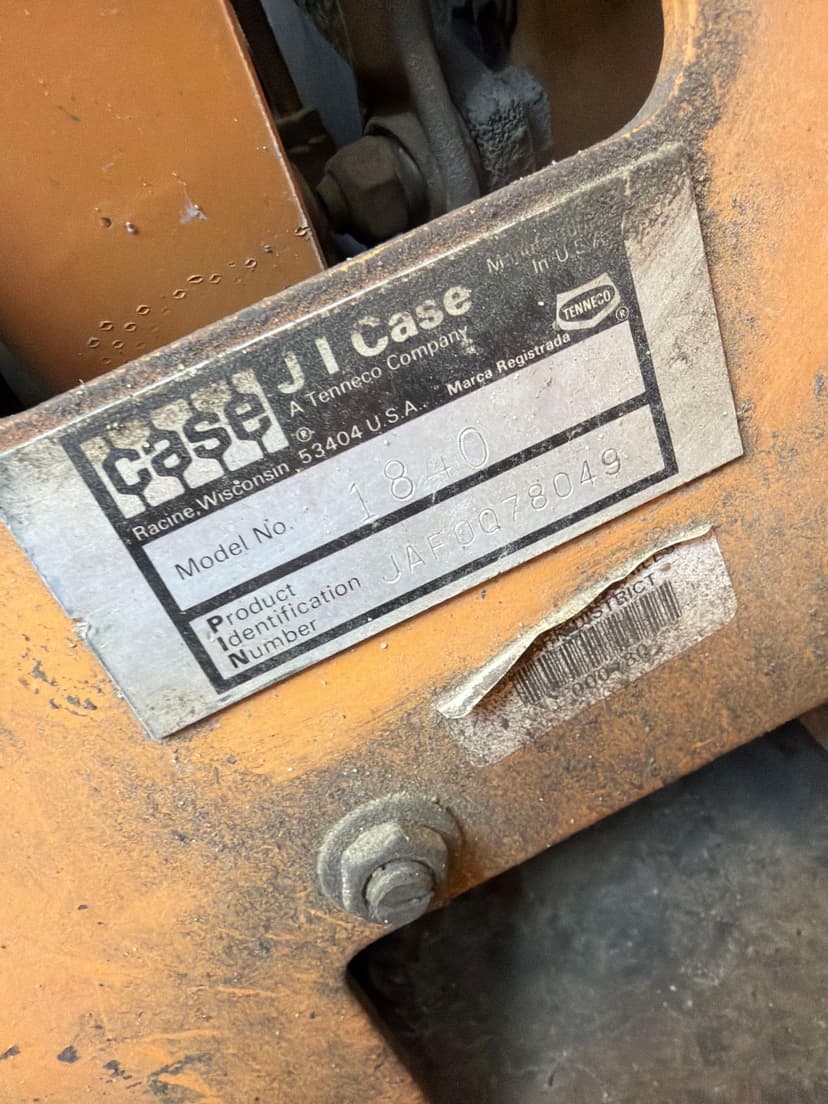 case
J I Case
A Tenneco Company
In U.S.A.
TENNECO
®
®
Racine, Wisconsin 53404 U.S.A. Marca Registrada
Model No. 1840
Product
Identification JAF0078049
Number
DISTRICT